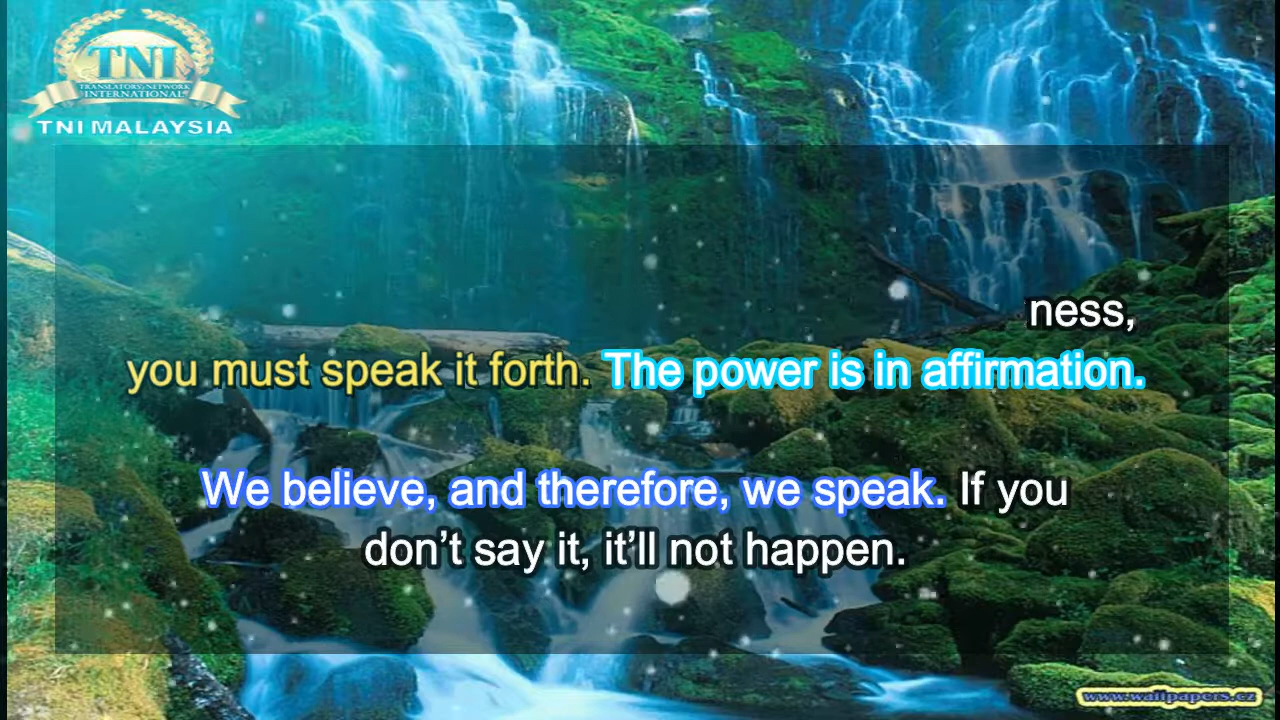 TNI
TRANSLATORS NETWORK
INTERNATIONAL
TNI MALAYSIA
ness,
you must speak it forth. The power is in affirmation.
We believe, and therefore, we speak. If you
don’t say it, it’ll not happen.
www.wallpapers.cz